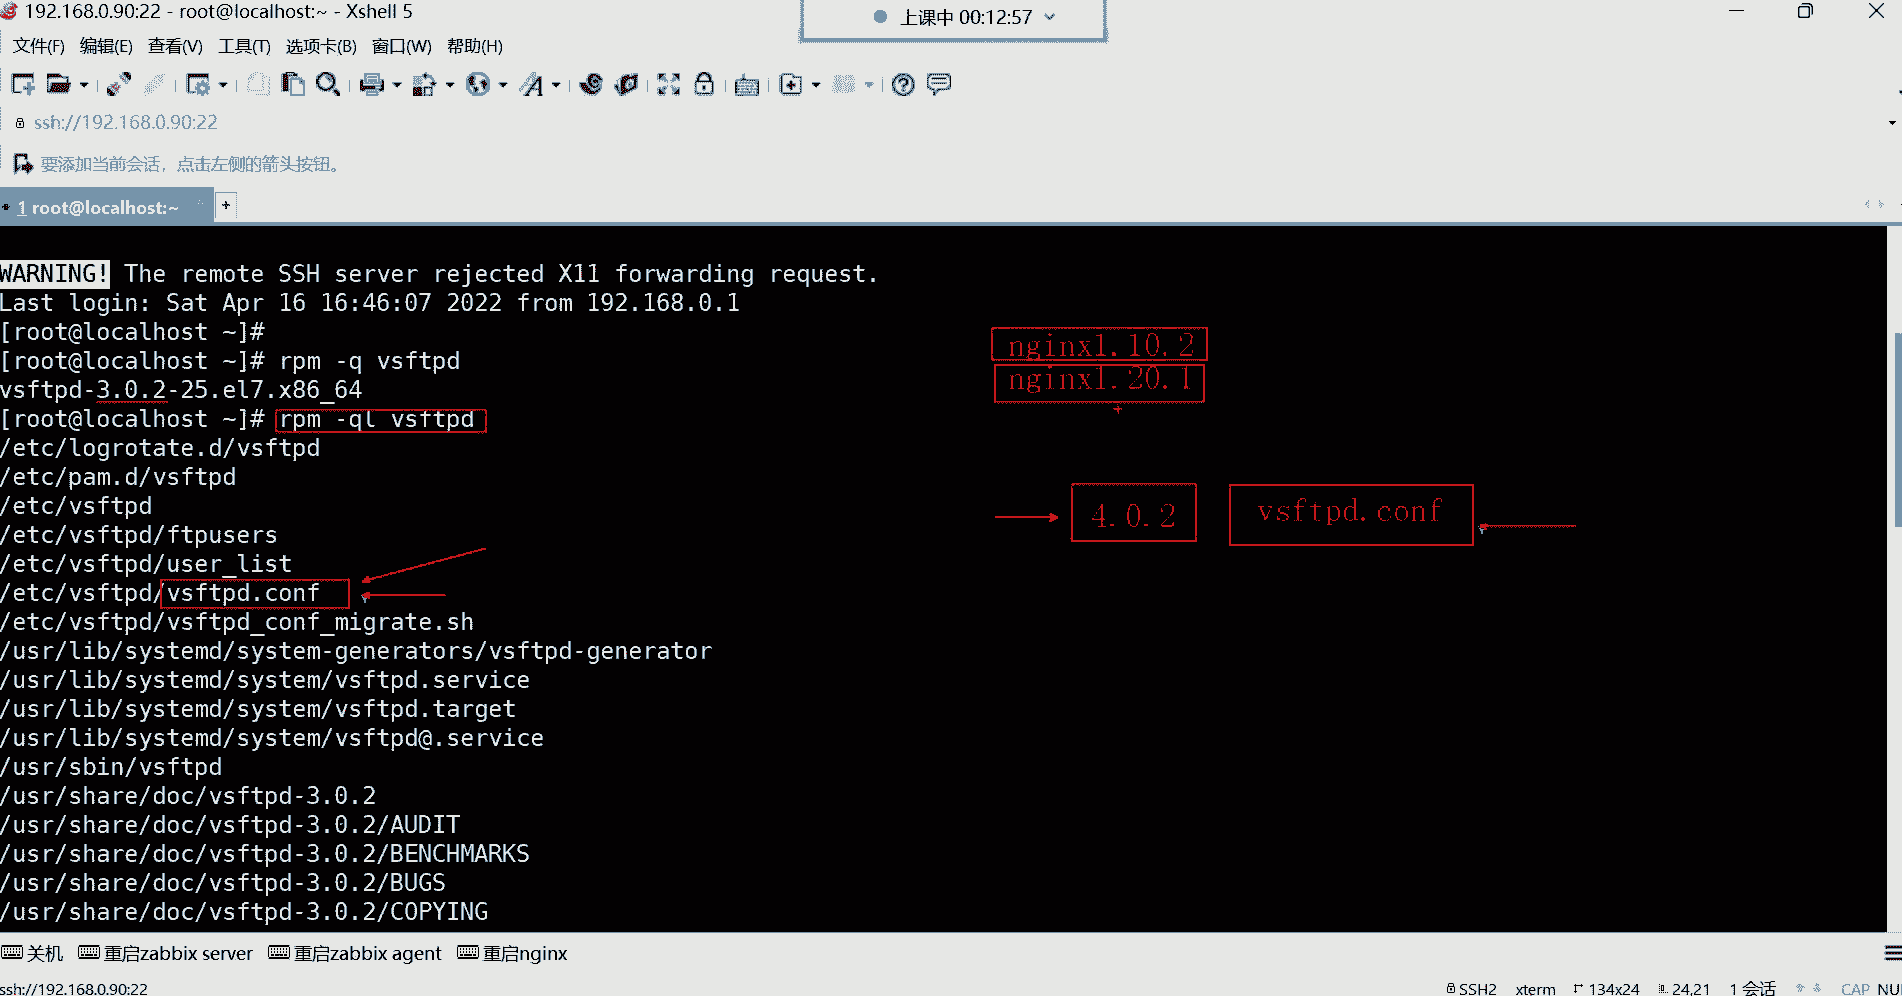 192.168.0.90:22 - root@localhost:~ - Xshell 5
上课中 00:12:57
文件(F) 编辑(E) 查看(V) 工具(T) 选项卡(B) 窗口(W) 帮助(H)
ssh://192.168.0.90:22
要添加当前会话，点击左侧的箭头按钮。
1 root@localhost:~
+
WARNING! The remote SSH server rejected X11 forwarding request.
Last login: Sat Apr 16 16:46:07 2022 from 192.168.0.1
[root@localhost ~]#
[root@localhost ~]# rpm -q vsftpd
vsftpd-3.0.2-25.el7.x86_64
[root@localhost ~]# rpm -ql vsftpd
/etc/logrotate.d/vsftpd
/etc/pam.d/vsftpd
/etc/vsftpd
/etc/vsftpd/ftpusers
/etc/vsftpd/user_list
/etc/vsftpd/vsftpd.conf
/etc/vsftpd/vsftpd_conf_migrate.sh
/usr/lib/systemd/system-generators/vsftpd-generator
/usr/lib/systemd/system/vsftpd.service
/usr/lib/systemd/system/vsftpd.target
/usr/lib/systemd/system/vsftpd@.service
/usr/sbin/vsftpd
/usr/share/doc/vsftpd-3.0.2
/usr/share/doc/vsftpd-3.0.2/AUDIT
/usr/share/doc/vsftpd-3.0.2/BENCHMARKS
/usr/share/doc/vsftpd-3.0.2/BUGS
/usr/share/doc/vsftpd-3.0.2/COPYING
nginx1.10.2
nginx1.20.1
4.0.2 vsftpd.conf
关机 重启zabbix server 重启zabbix agent 重启nginx
ssh://192.168.0.90:22 SSH2 xterm 134x24 24,21 1 会话 CAP NU